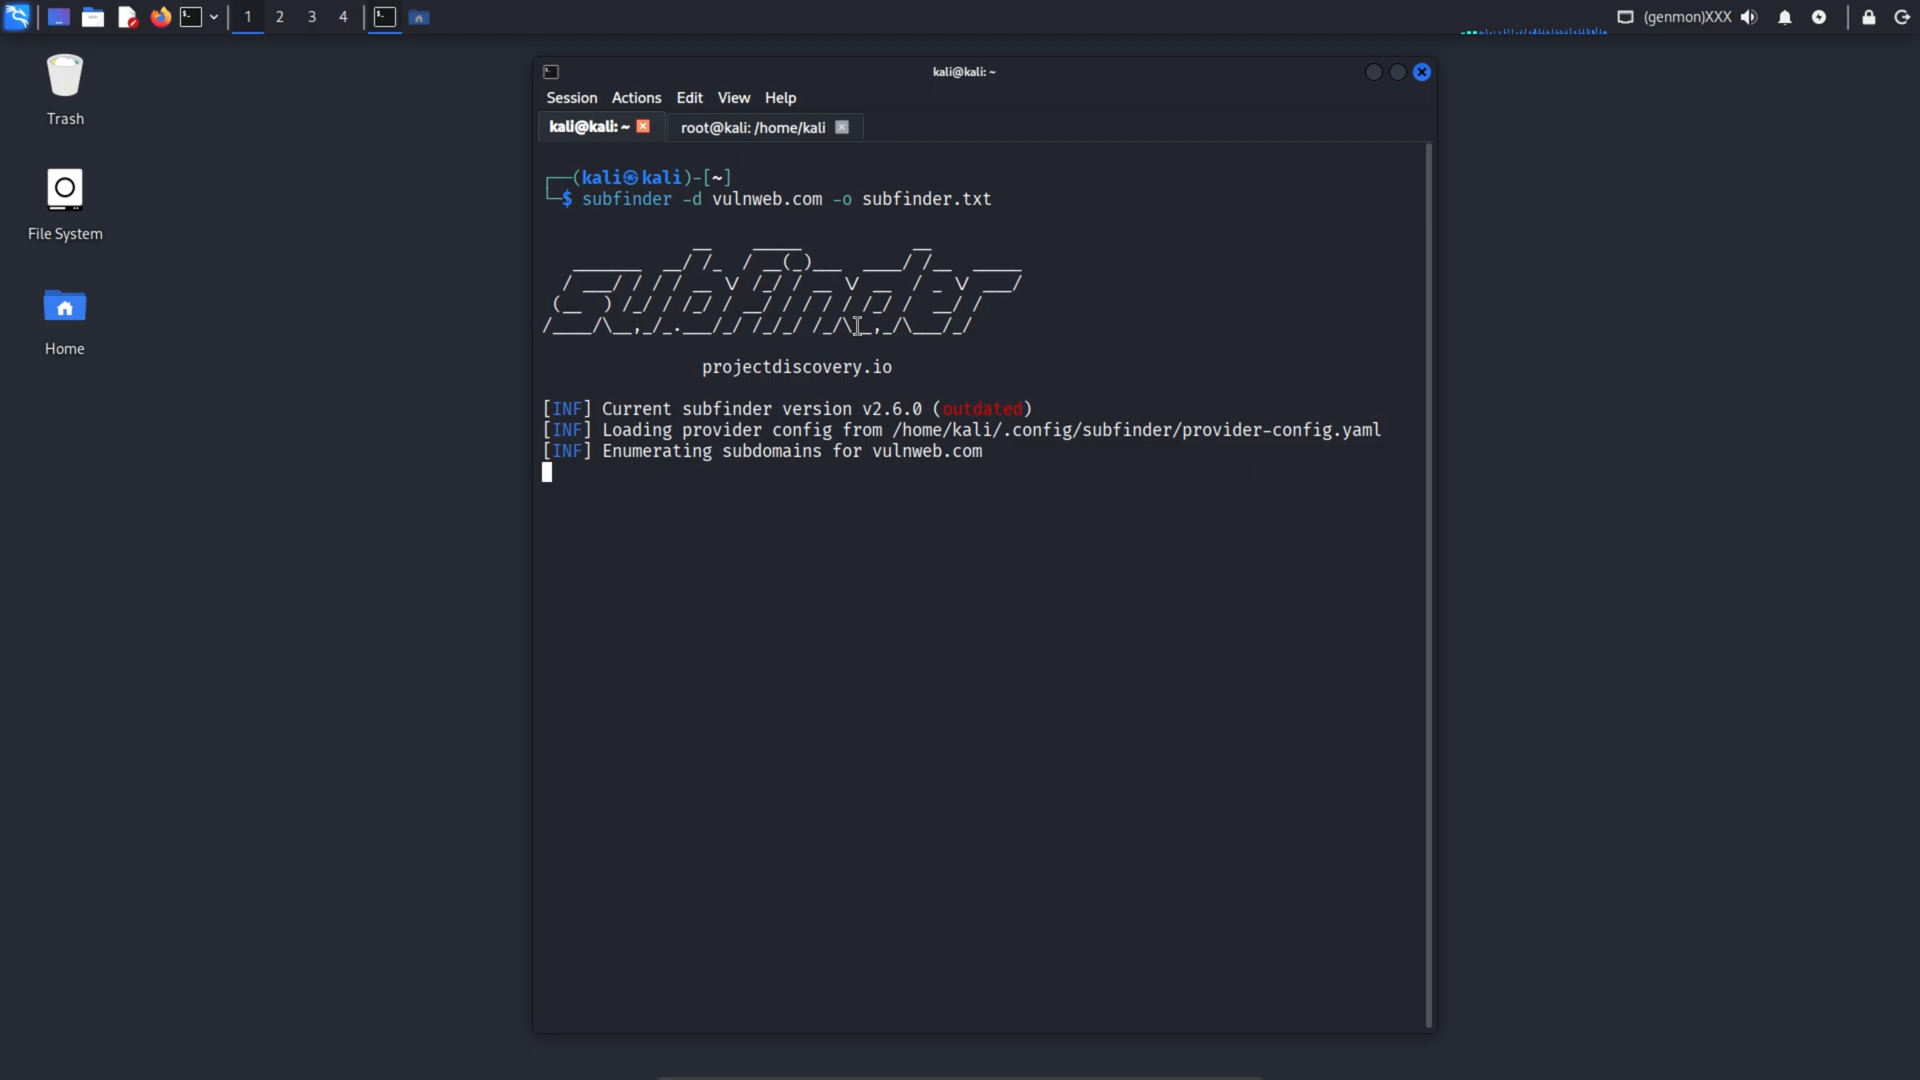 1 2 3 4
(genmon)XXX
Trash
File System
Home
kali@kali: ~
Session Actions Edit View Help
kali@kali: ~
root@kali: /home/kali
┌──(kali㉿kali)-[~]
└─$ subfinder -d vulnweb.com -o subfinder.txt
subfinder
projectdiscovery.io
[INF] Current subfinder version v2.6.0 (outdated)
[INF] Loading provider config from /home/kali/.config/subfinder/provider-config.yaml
[INF] Enumerating subdomains for vulnweb.com